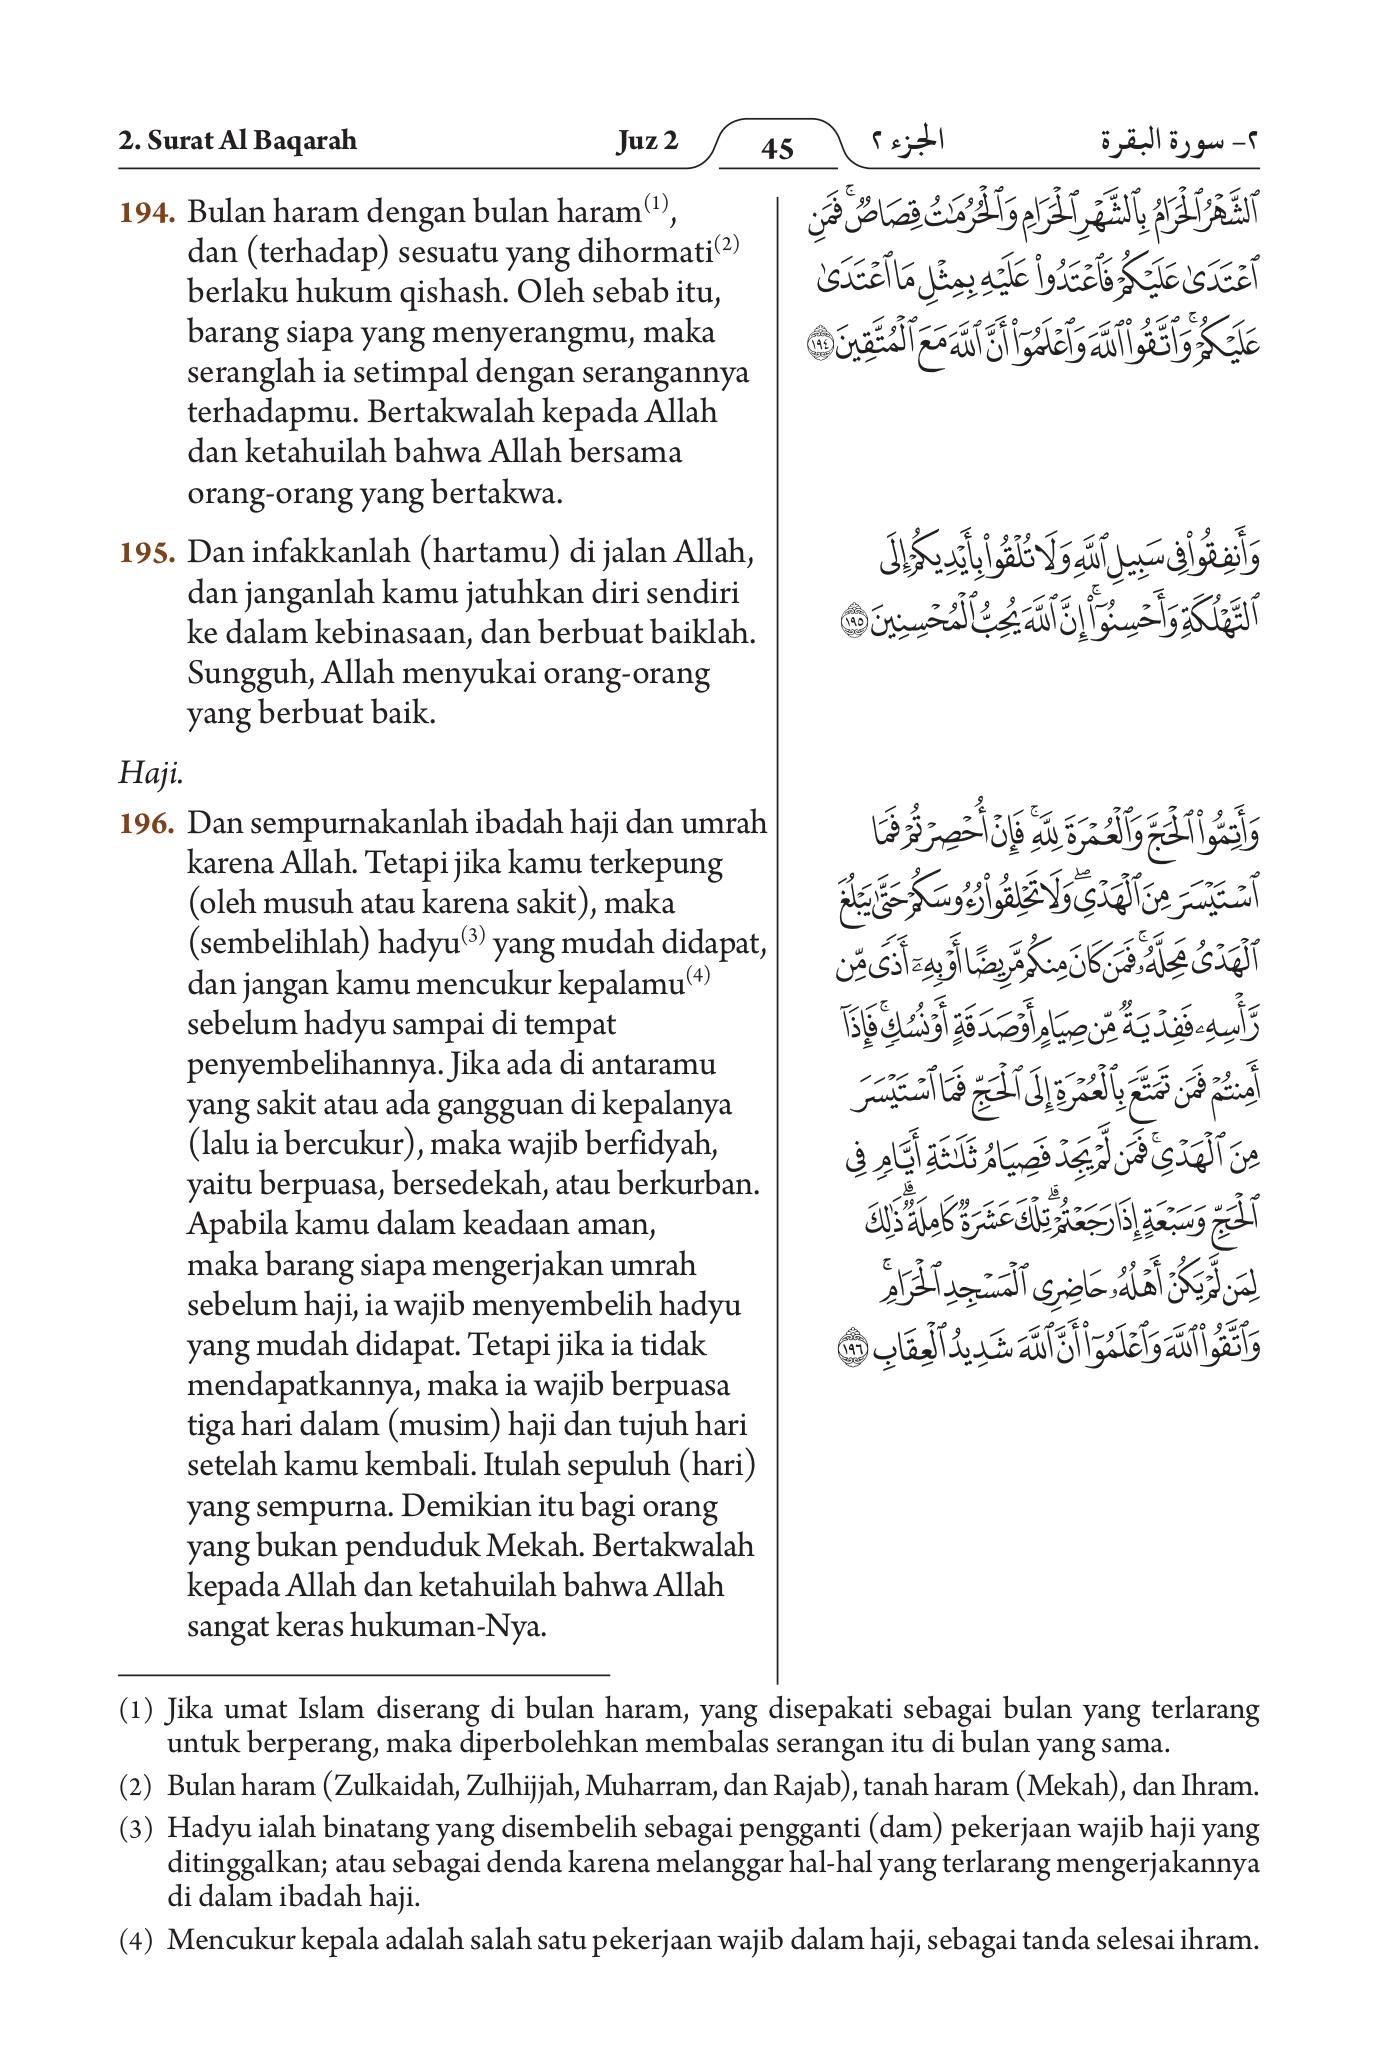 2. Surat Al Baqarah Juz 2 45 الجزء ٢ ٢- سورة البقرة
194. Bulan haram dengan bulan haram(1),
dan (terhadap) sesuatu yang dihormati(2)
berlaku hukum qishash. Oleh sebab itu,
barang siapa yang menyerangmu, maka
seranglah ia setimpal dengan serangannya
terhadapmu. Bertakwalah kepada Allah
dan ketahuilah bahwa Allah bersama
orang-orang yang bertakwa.
ٱلشَّهْرُ ٱلْحَرَامُ بِٱلشَّهْرِ ٱلْحَرَامِ وَٱلْحُرُمَٰتُ قِصَاصٌ ۚ فَمَنِ
ٱعْتَدَىٰ عَلَيْكُمْ فَٱعْتَدُوا۟ عَلَيْهِ بِمِثْلِ مَا ٱعْتَدَىٰ
عَلَيْكُمْ ۚ وَٱتَّقُوا۟ ٱللَّهَ وَٱعْلَمُوٓا۟ أَنَّ ٱللَّهَ مَعَ ٱلْمُتَّقِينَ ١٩٤
195. Dan infakkanlah (hartamu) di jalan Allah,
dan janganlah kamu jatuhkan diri sendiri
ke dalam kebinasaan, dan berbuat baiklah.
Sungguh, Allah menyukai orang-orang
yang berbuat baik.
وَأَنفِقُوا۟ فِى سَبِيلِ ٱللَّهِ وَلَا تُلْقُوا۟ بِأَيْدِيكُمْ إِلَى
ٱلتَّهْلُكَةِ وَأَحْسِنُوٓا۟ ۚ إِنَّ ٱللَّهَ يُحِبُّ ٱلْمُحْسِنِينَ ١٩٥
Haji.
196. Dan sempurnakanlah ibadah haji dan umrah
karena Allah. Tetapi jika kamu terkepung
(oleh musuh atau karena sakit), maka
(sembelihlah) hadyu(3) yang mudah didapat,
dan jangan kamu mencukur kepalamu(4)
sebelum hadyu sampai di tempat
penyembelihannya. Jika ada di antaramu
yang sakit atau ada gangguan di kepalanya
(lalu ia bercukur), maka wajib berfidyah,
yaitu berpuasa, bersedekah, atau berkurban.
Apabila kamu dalam keadaan aman,
maka barang siapa mengerjakan umrah
sebelum haji, ia wajib menyembelih hadyu
yang mudah didapat. Tetapi jika ia tidak
mendapatkannya, maka ia wajib berpuasa
tiga hari dalam (musim) haji dan tujuh hari
setelah kamu kembali. Itulah sepuluh (hari)
yang sempurna. Demikian itu bagi orang
yang bukan penduduk Mekah. Bertakwalah
kepada Allah dan ketahuilah bahwa Allah
sangat keras hukuman-Nya.
وَأَتِمُّوا۟ ٱلْحَجَّ وَٱلْعُمْرَةَ لِلَّهِ ۚ فَإِنْ أُحْصِرْتُمْ فَمَا
ٱسْتَيْسَرَ مِنَ ٱلْهَدْىِ ۖ وَلَا تَحْلِقُوا۟ رُءُوسَكُمْ حَتَّىٰ يَبْلُغَ
ٱلْهَدْىُ مَحِلَّهُۥ ۚ فَمَن كَانَ مِنكُم مَّرِيضًا أَوْ بِهِۦٓ أَذًى مِّن
رَّأْسِهِۦ فَفِدْيَةٌ مِّن صِيَامٍ أَوْ صَدَقَةٍ أَوْ نُسُكٍ ۚ فَإِذَآ
أَمِنتُمْ فَمَن تَمَتَّعَ بِٱلْعُمْرَةِ إِلَى ٱلْحَجِّ فَمَا ٱسْتَيْسَرَ
مِنَ ٱلْهَدْىِ ۚ فَمَن لَّمْ يَجِدْ فَصِيَامُ ثَلَٰثَةِ أَيَّامٍ فِى
ٱلْحَجِّ وَسَبْعَةٍ إِذَا رَجَعْتُمْ ۗ تِلْكَ عَشَرَةٌ كَامِلَةٌ ۗ ذَٰلِكَ
لِمَن لَّمْ يَكُنْ أَهْلُهُۥ حَاضِرِى ٱلْمَسْجِدِ ٱلْحَرَامِ ۚ
وَٱتَّقُوا۟ ٱللَّهَ وَٱعْلَمُوٓا۟ أَنَّ ٱللَّهَ شَدِيدُ ٱلْعِقَابِ ١٩٦
(1) Jika umat Islam diserang di bulan haram, yang disepakati sebagai bulan yang terlarang
untuk berperang, maka diperbolehkan membalas serangan itu di bulan yang sama.
(2) Bulan haram (Zulkaidah, Zulhijjah, Muharram, dan Rajab), tanah haram (Mekah), dan Ihram.
(3) Hadyu ialah binatang yang disembelih sebagai pengganti (dam) pekerjaan wajib haji yang
ditinggalkan; atau sebagai denda karena melanggar hal-hal yang terlarang mengerjakannya
di dalam ibadah haji.
(4) Mencukur kepala adalah salah satu pekerjaan wajib dalam haji, sebagai tanda selesai ihram.